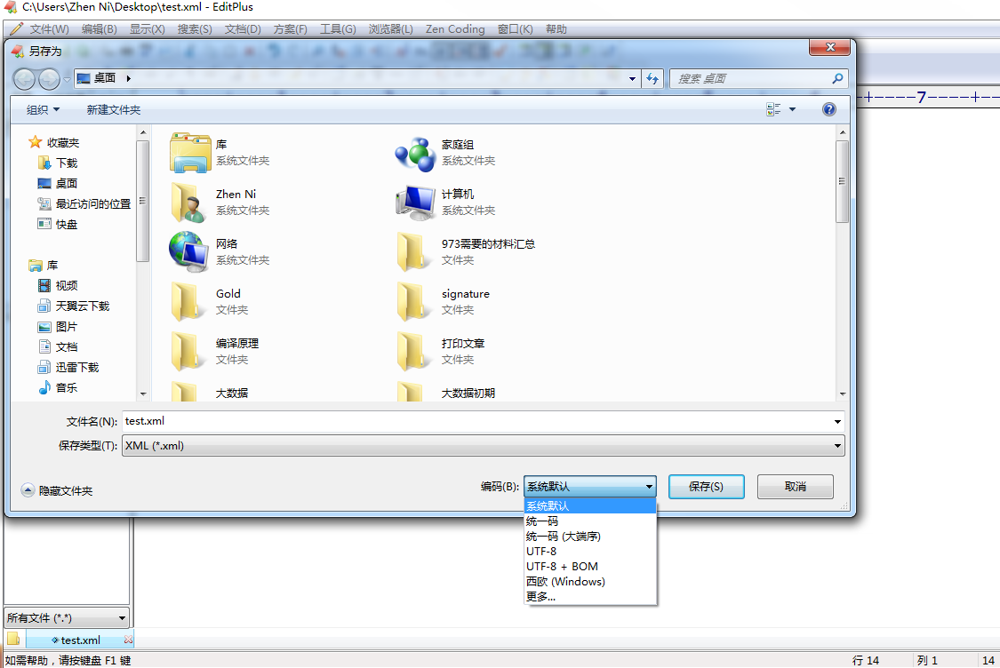 C:\Users\Zhen Ni\Desktop\test.xml - EditPlus
文件(W) 编辑(B) 显示(X) 搜索(S) 文档(D) 方案(F) 工具(G) 浏览器(L) Zen Coding 窗口(K) 帮助
另存为
桌面
搜索 桌面
组织 新建文件夹
----+----7----+--
收藏夹
下载
桌面
最近访问的位置
快盘
库
视频
天翼云下载
图片
文档
迅雷下载
音乐
库
系统文件夹
家庭组
系统文件夹
Zhen Ni
系统文件夹
计算机
系统文件夹
网络
系统文件夹
973需要的材料汇总
文件夹
Gold
文件夹
signature
文件夹
编译原理
文件夹
打印文章
文件夹
大数据
大数据初期
文件名(N): test.xml
保存类型(T): XML (*.xml)
隐藏文件夹
编码(B): 系统默认
保存(S)
取消
系统默认
统一码
统一码 (大端序)
UTF-8
UTF-8 + BOM
西欧 (Windows)
更多...
所有文件 (*.*)
test.xml
如需帮助，请按键盘 F1 键
行 14 列 1 14